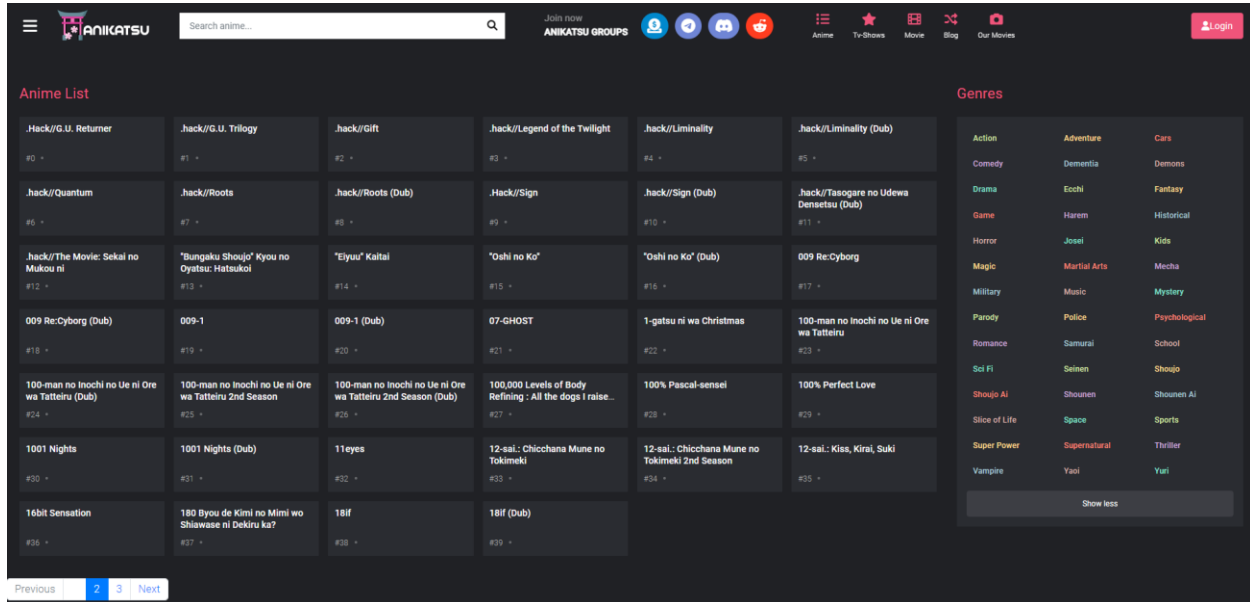 ANIKATSU
Search anime...
Join now
ANIKATSU GROUPS
Anime
Tv-Shows
Movie
Blog
Our Movies
Login
Anime List
.Hack//G.U. Returner
#0
.hack//G.U. Trilogy
#1
.hack//Gift
#2
.hack//Legend of the Twilight
#3
.hack//Liminality
#4
.hack//Liminality (Dub)
#5
.hack//Quantum
#6
.hack//Roots
#7
.hack//Roots (Dub)
#8
.Hack//Sign
#9
.hack//Sign (Dub)
#10
.hack//Tasogare no Udewa
Densetsu (Dub)
#11
.hack//The Movie: Sekai no
Mukou ni
#12
"Bungaku Shoujo" Kyou no
Oyatsu: Hatsukoi
#13
"Eiyuu" Kaitai
#14
"Oshi no Ko"
#15
"Oshi no Ko" (Dub)
#16
009 Re:Cyborg
#17
009 Re:Cyborg (Dub)
#18
009-1
#19
009-1 (Dub)
#20
07-GHOST
#21
1-gatsu ni wa Christmas
#22
100-man no Inochi no Ue ni Ore
wa Tatteiru
#23
100-man no Inochi no Ue ni Ore
wa Tatteiru (Dub)
#24
100-man no Inochi no Ue ni Ore
wa Tatteiru 2nd Season
#25
100-man no Inochi no Ue ni Ore
wa Tatteiru 2nd Season (Dub)
#26
100,000 Levels of Body
Refining : All the dogs I raise...
#27
100% Pascal-sensei
#28
100% Perfect Love
#29
1001 Nights
#30
1001 Nights (Dub)
#31
11eyes
#32
12-sai.: Chicchana Mune no
Tokimeki
#33
12-sai.: Chicchana Mune no
Tokimeki 2nd Season
#34
12-sai.: Kiss, Kirai, Suki
#35
16bit Sensation
#36
180 Byou de Kimi no Mimi wo
Shiawase ni Dekiru ka?
#37
18if
#38
18if (Dub)
#39
Previous 2 3 Next
Genres
Action Adventure Cars
Comedy Dementia Demons
Drama Ecchi Fantasy
Game Harem Historical
Horror Josei Kids
Magic Martial Arts Mecha
Military Music Mystery
Parody Police Psychological
Romance Samurai School
Sci Fi Seinen Shoujo
Shoujo Ai Shounen Shounen Ai
Slice of Life Space Sports
Super Power Supernatural Thriller
Vampire Yaoi Yuri
Show less